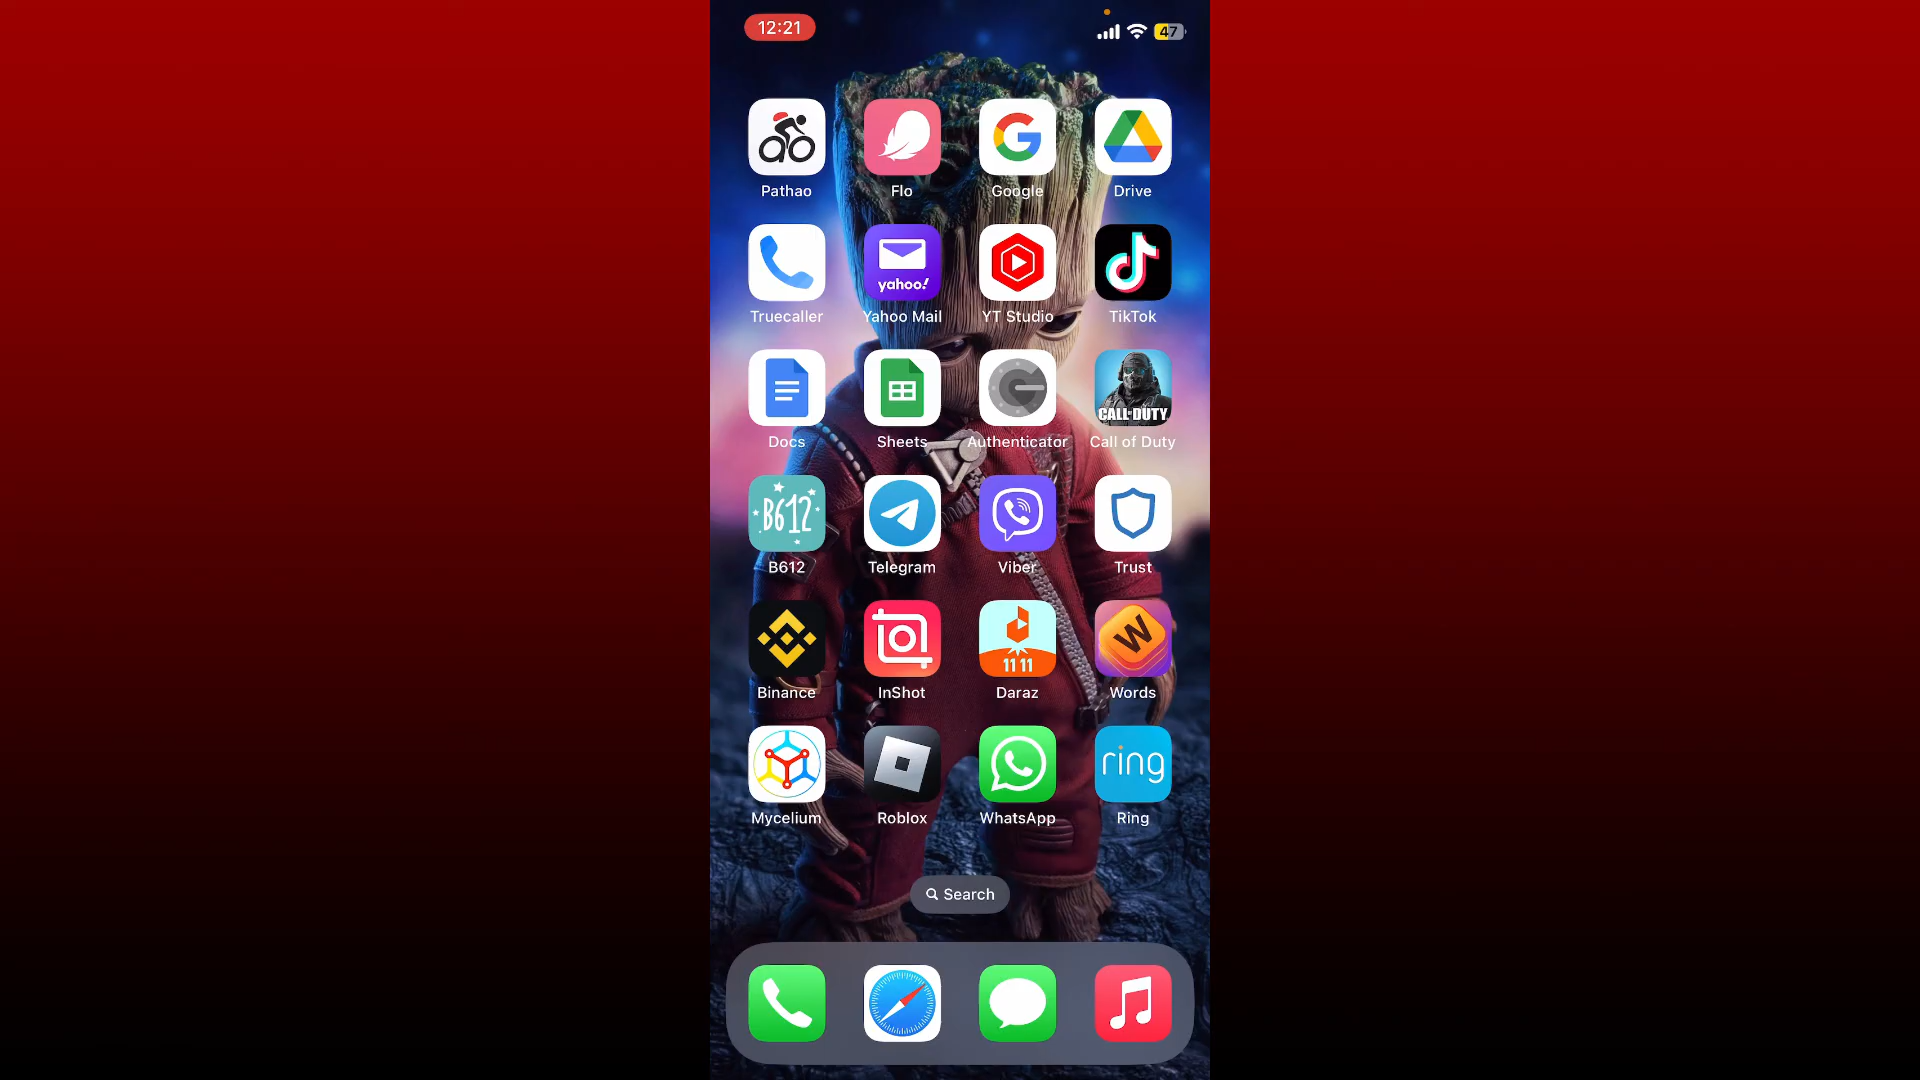 12:21
47
Pathao Flo Google Drive
yahoo!
Truecaller Yahoo Mail YT Studio TikTok
CALL OF DUTY
Docs Sheets Authenticator Call of Duty
B612
B612 Telegram Viber Trust
11 11
W
Binance InShot Daraz Words
ring
Mycelium Roblox WhatsApp Ring
Search